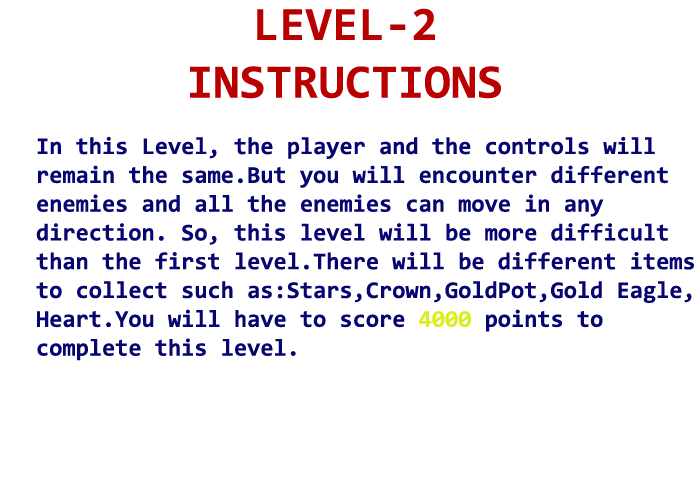 LEVEL-2
INSTRUCTIONS
In this Level, the player and the controls will
remain the same.But you will encounter different
enemies and all the enemies can move in any
direction. So, this level will be more difficult
than the first level.There will be different items
to collect such as:Stars,Crown,GoldPot,Gold Eagle,
Heart.You will have to score 4000 points to
complete this level.